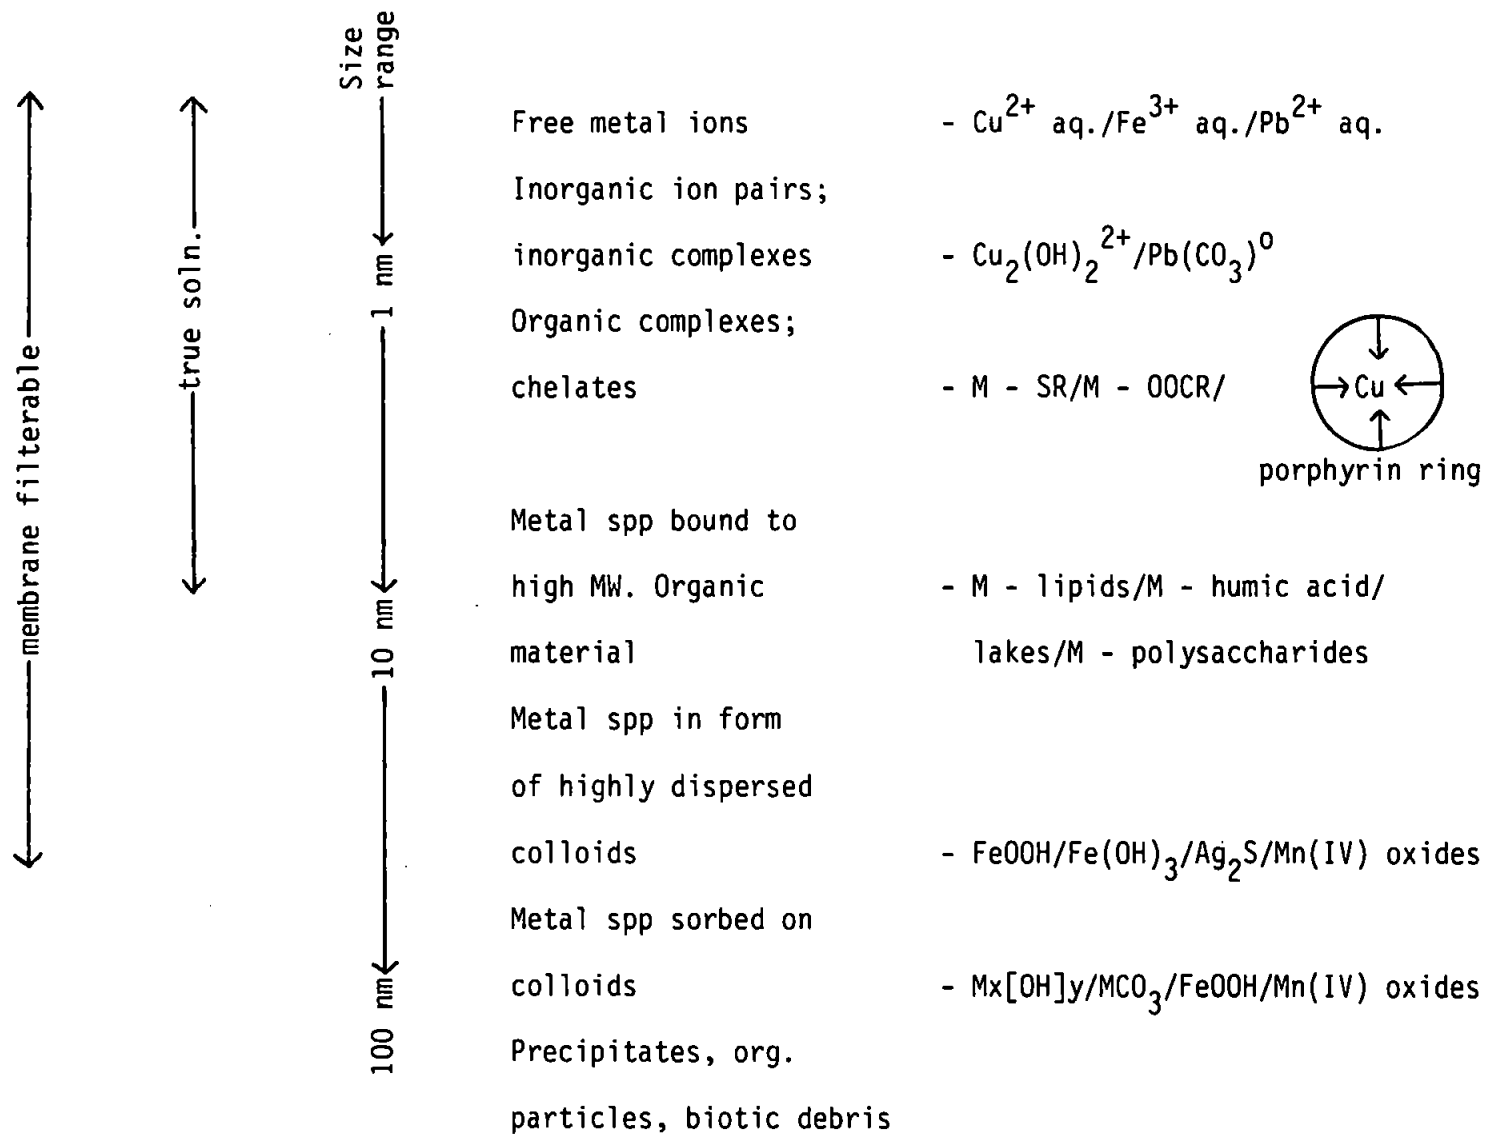 membrane filterable
true soln.
Size
range
1 nm
10 nm
100 nm
Free metal ions - Cu²⁺ aq./Fe³⁺ aq./Pb²⁺ aq.
Inorganic ion pairs;
inorganic complexes - Cu₂(OH)₂²⁺/Pb(CO₃)⁰
Organic complexes;
chelates - M - SR/M - OOCR/
Cu
porphyrin ring
Metal spp bound to
high MW. Organic - M - lipids/M - humic acid/
material lakes/M - polysaccharides
Metal spp in form
of highly dispersed
colloids - FeOOH/Fe(OH)₃/Ag₂S/Mn(IV) oxides
Metal spp sorbed on
colloids - Mx[OH]y/MCO₃/FeOOH/Mn(IV) oxides
Precipitates, org.
particles, biotic debris